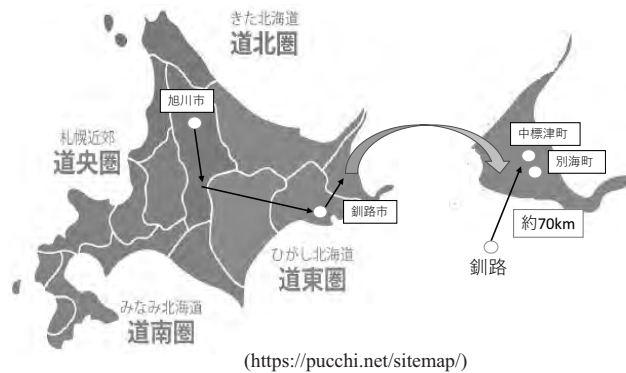 きた北海道
道北圏
旭川市
札幌近郊
道央圏
釧路市
ひがし北海道
道東圏
みなみ北海道
道南圏
中標津町
別海町
約70km
釧路
(https://pucchi.net/sitemap/)